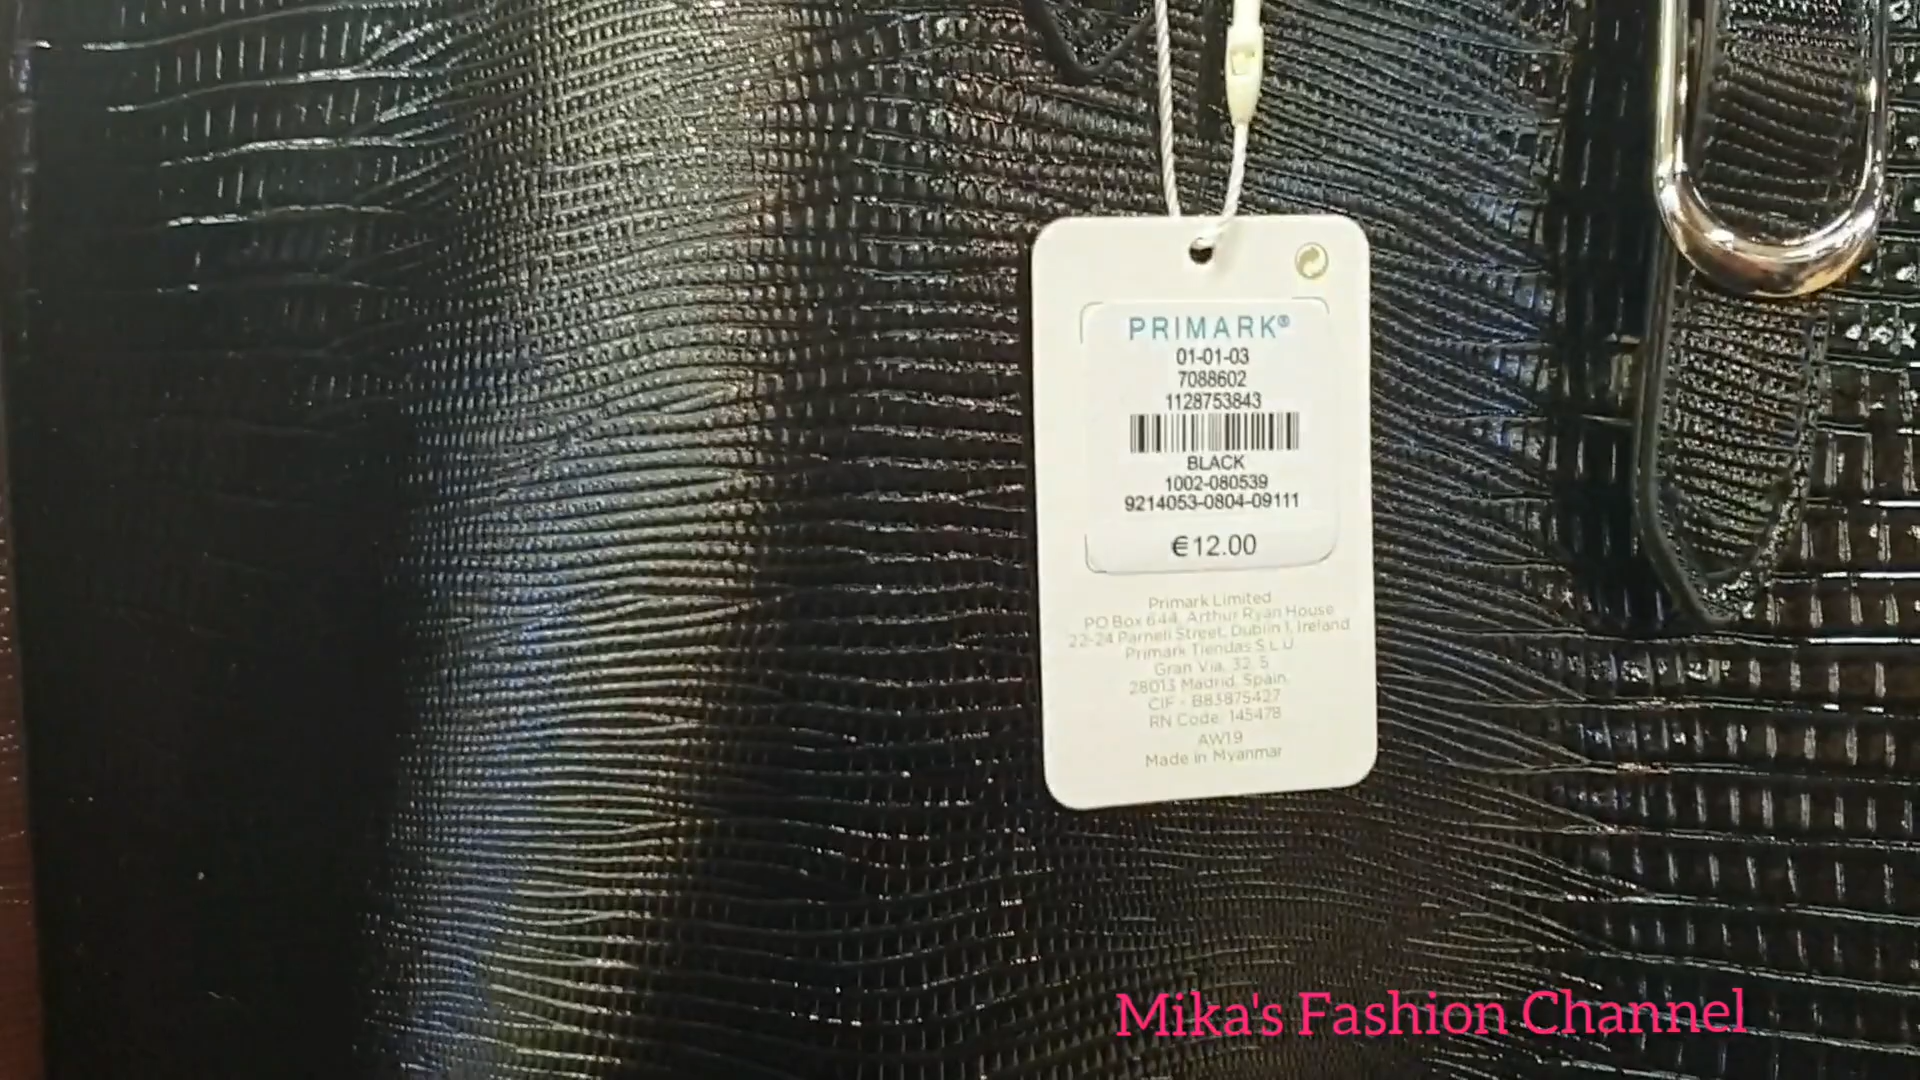 PRIMARK®
01-01-03
7088602
1128753843
BLACK
1002-080539
9214053-0804-09111
€12.00
Primark Limited
PO Box 644, Arthur Ryan House
22-24 Parnell Street, Dublin 1, Ireland
Primark Tiendas S.L.U
Gran Via, 32, 5
28013 Madrid, Spain.
CIF - B83875427
RN Code: 145478
AW19
Made in Myanmar
Mika's Fashion Channel